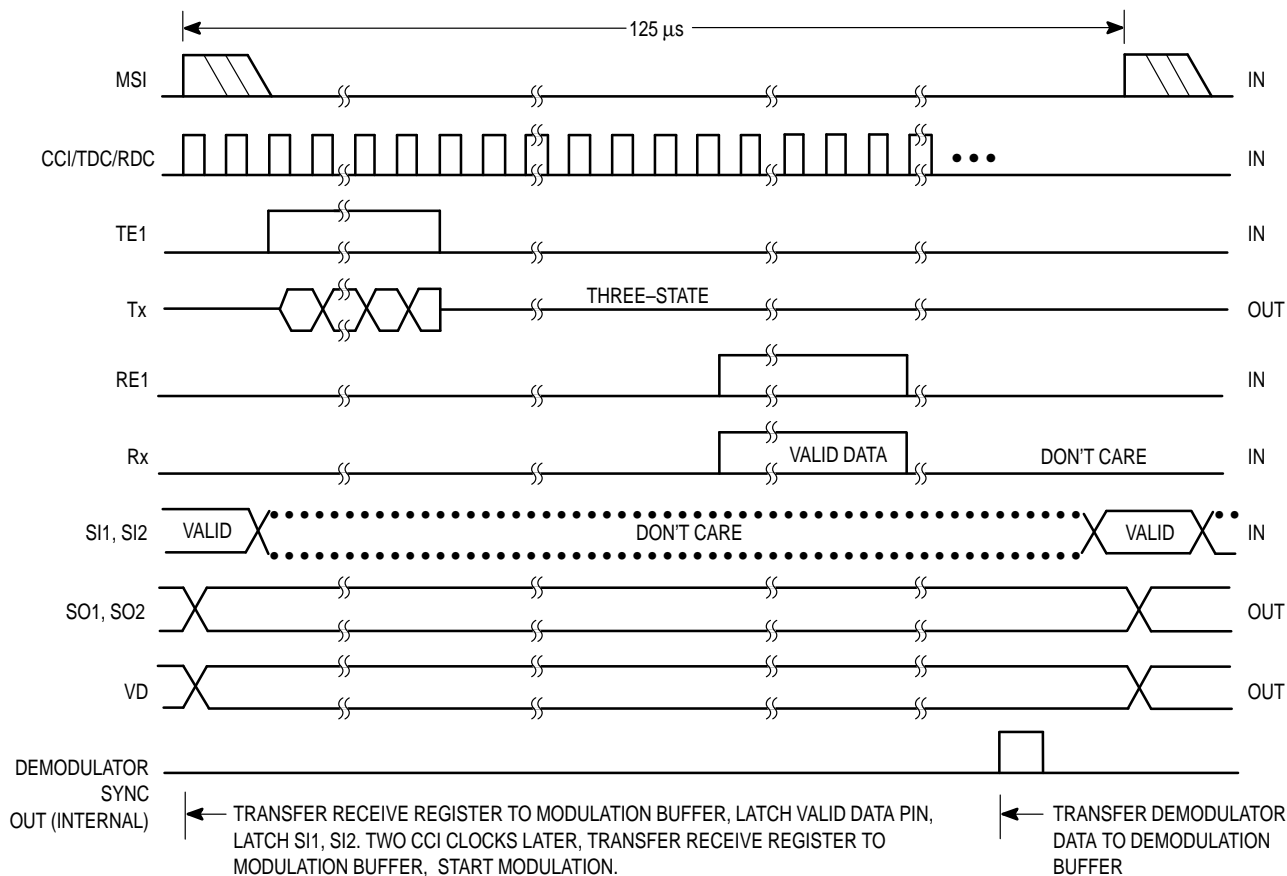 125 μs
MSI
IN
CCI/TDC/RDC
IN
TE1
IN
Tx
THREE–STATE
OUT
RE1
IN
Rx
VALID DATA
DON'T CARE
IN
SI1, SI2
VALID
DON'T CARE
VALID
IN
SO1, SO2
OUT
VD
OUT
DEMODULATOR
SYNC
OUT (INTERNAL)
TRANSFER RECEIVE REGISTER TO MODULATION BUFFER, LATCH VALID DATA PIN,
LATCH SI1, SI2. TWO CCI CLOCKS LATER, TRANSFER RECEIVE REGISTER TO
MODULATION BUFFER, START MODULATION.
TRANSFER DEMODULATOR
DATA TO DEMODULATION
BUFFER